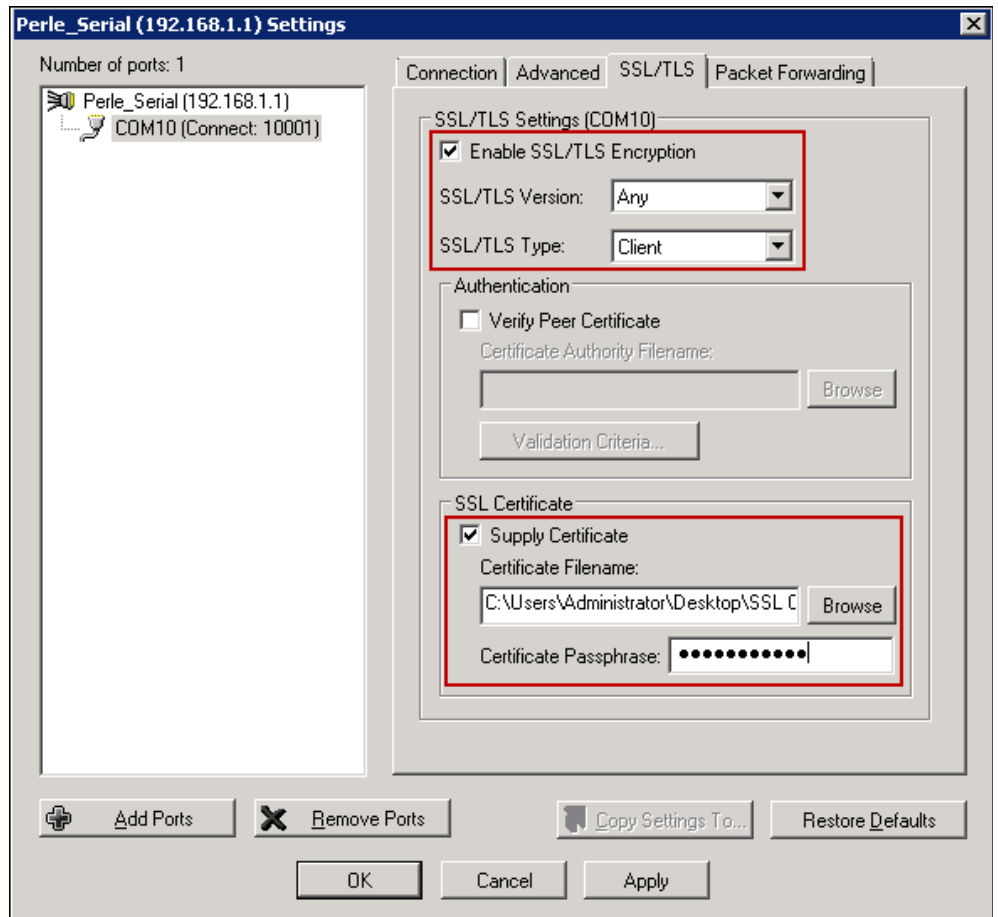 Perle_Serial (192.168.1.1) Settings
Number of ports: 1
Perle_Serial (192.168.1.1)
COM10 (Connect: 10001)
Connection Advanced SSL/TLS Packet Forwarding
SSL/TLS Settings (COM10)
Enable SSL/TLS Encryption
SSL/TLS Version: Any
SSL/TLS Type: Client
Authentication
Verify Peer Certificate
Certificate Authority Filename:
Browse
Validation Criteria...
SSL Certificate
Supply Certificate
Certificate Filename:
C:\Users\Administrator\Desktop\SSL C Browse
Certificate Passphrase: ●●●●●●●●●●●
Add Ports Remove Ports Copy Settings To... Restore Defaults
OK Cancel Apply